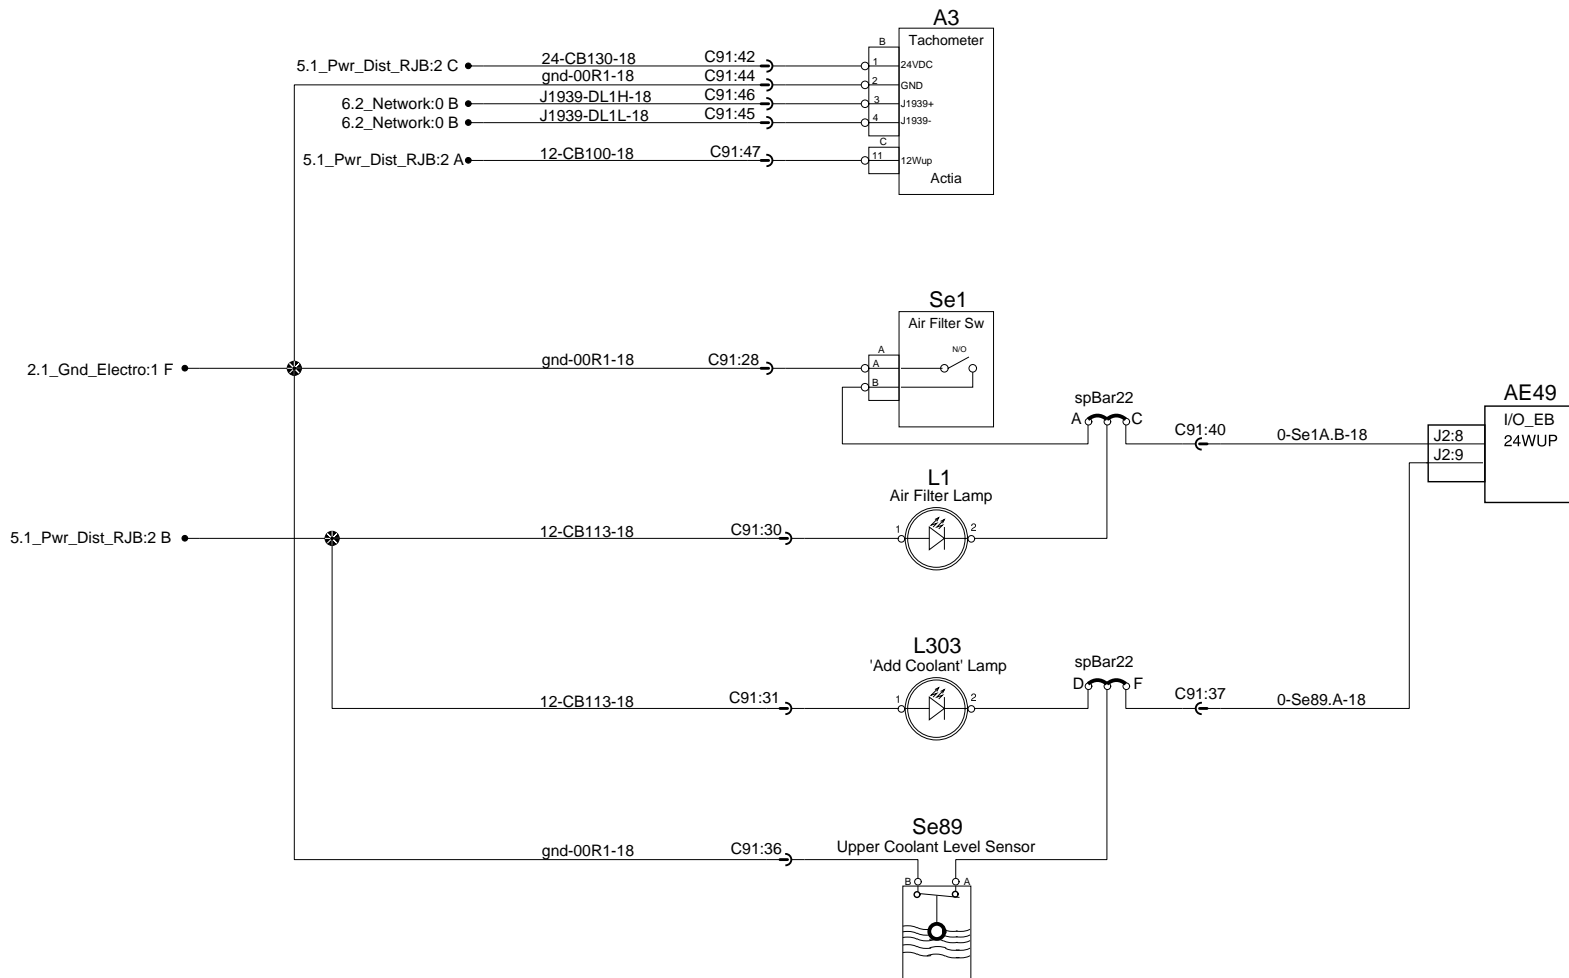 A3
Tachometer
B
5.1_Pwr_Dist_RJB:2 C 24-CB130-18 C91:42 1 24VDC
gnd-00R1-18 C91:44 2 GND
6.2_Network:0 B J1939-DL1H-18 C91:46 3 J1939+
6.2_Network:0 B J1939-DL1L-18 C91:45 4 J1939-
C
5.1_Pwr_Dist_RJB:2 A 12-CB100-18 C91:47 11 12Wup
Actia
Se1
Air Filter Sw
A N/O
2.1_Gnd_Electro:1 F gnd-00R1-18 C91:28 A
B
spBar22
A C
C91:40 0-Se1A.B-18
AE49
I/O_EB
J2:8 24WUP
J2:9
L1
Air Filter Lamp
5.1_Pwr_Dist_RJB:2 B 12-CB113-18 C91:30 1 2
L303
'Add Coolant' Lamp
spBar22
D F
12-CB113-18 C91:31 1 2 C91:37 0-Se89.A-18
Se89
Upper Coolant Level Sensor
gnd-00R1-18 C91:36
B A